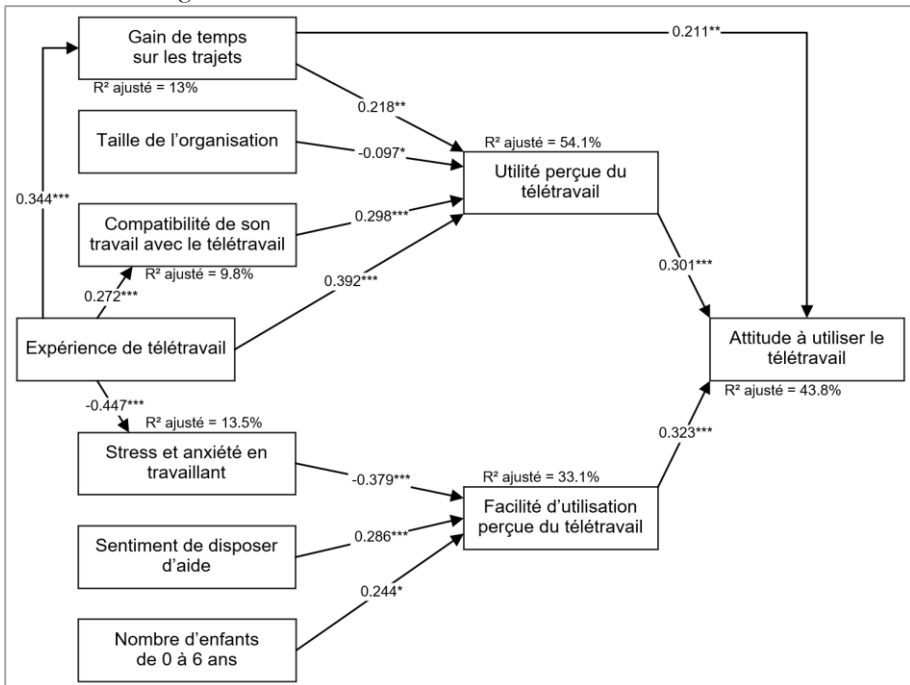 Gain de temps
sur les trajets
0.211**
R² ajusté = 13%
0.218**
Taille de l'organisation
R² ajusté = 54.1%
-0.097*
Utilité perçue du
télétravail
0.344***
Compatibilité de son
travail avec le télétravail
0.298***
R² ajusté = 9.8%
0.272***
0.392***
0.301***
Expérience de télétravail
Attitude à utiliser le
télétravail
R² ajusté = 43.8%
-0.447***
R² ajusté = 13.5%
Stress et anxiété en
travaillant
0.323***
-0.379***
R² ajusté = 33.1%
Facilité d'utilisation
perçue du télétravail
Sentiment de disposer
d'aide
0.286***
0.244*
Nombre d'enfants
de 0 à 6 ans